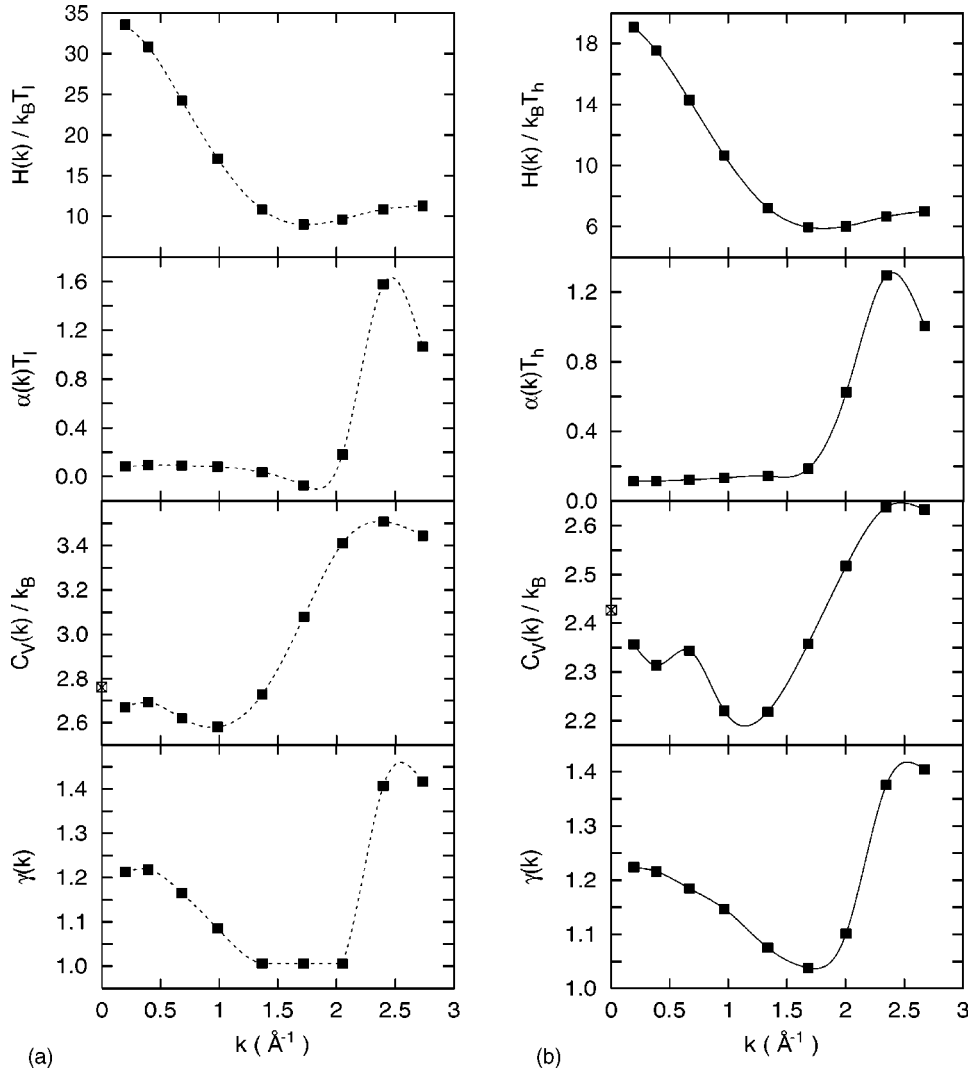 35
30
25
20
15
10
H(k) / k_B T_l
1.6
1.2
0.8
0.4
0.0
α(k)T_l
3.4
3.2
3.0
2.8
2.6
C_V(k) / k_B
1.4
1.3
1.2
1.1
1.0
γ(k)
0 0.5 1 1.5 2 2.5 3
k ( Å⁻¹)
(a)
18
14
10
6
H(k) / k_B T_h
1.2
0.8
0.4
0.0
α(k)T_h
2.6
2.5
2.4
2.3
2.2
C_V(k) / k_B
1.4
1.3
1.2
1.1
1.0
γ(k)
0 0.5 1 1.5 2 2.5 3
k ( Å⁻¹)
(b)